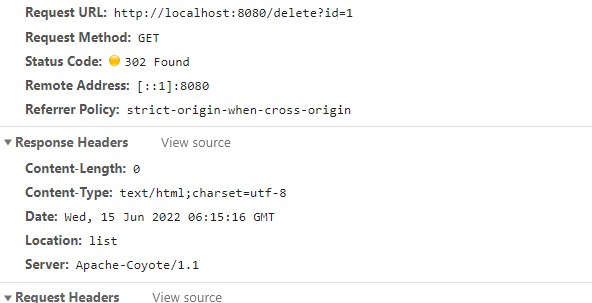 Request URL: http://localhost:8080/delete?id=1
Request Method: GET
Status Code: 302 Found
Remote Address: [::1]:8080
Referrer Policy: strict-origin-when-cross-origin
Response Headers View source
Content-Length: 0
Content-Type: text/html;charset=utf-8
Date: Wed, 15 Jun 2022 06:15:16 GMT
Location: list
Server: Apache-Coyote/1.1
Request Headers View source